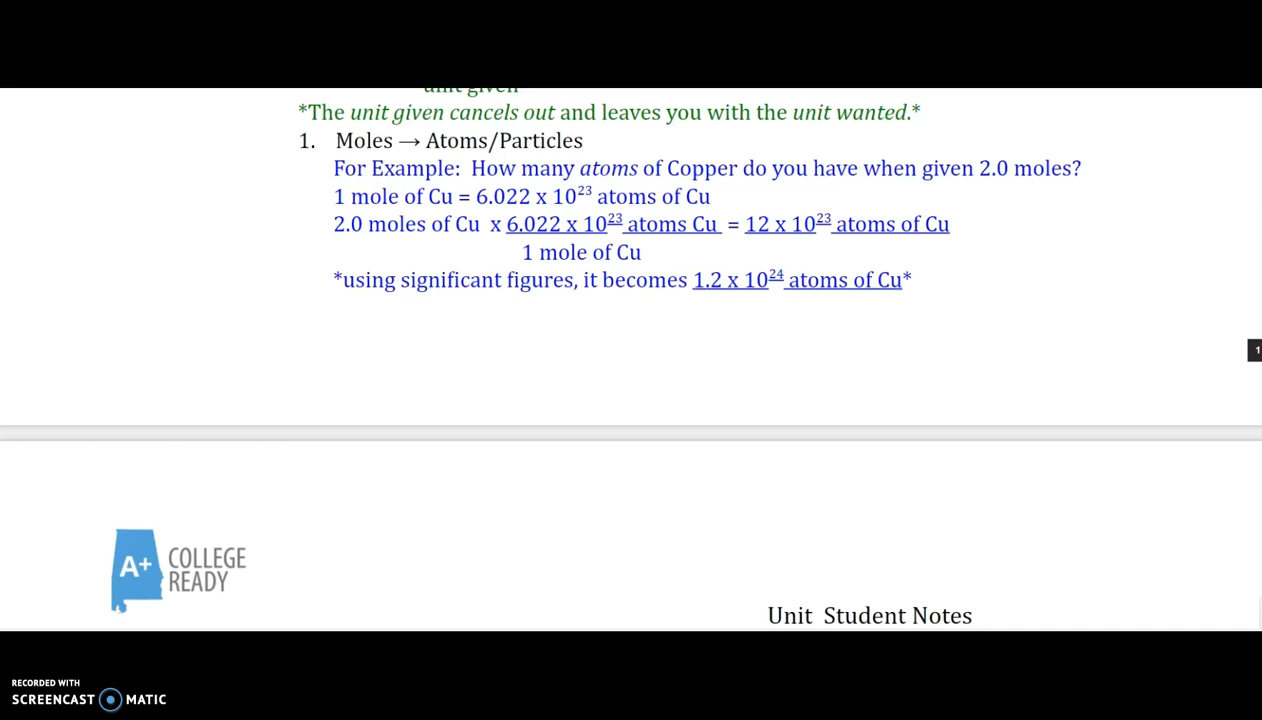 unit given
*The unit given cancels out and leaves you with the unit wanted.*
1. Moles → Atoms/Particles
For Example: How many atoms of Copper do you have when given 2.0 moles?
1 mole of Cu = 6.022 x 10²³ atoms of Cu
2.0 moles of Cu x 6.022 x 10²³ atoms Cu = 12 x 10²³ atoms of Cu
1 mole of Cu
*using significant figures, it becomes 1.2 x 10²⁴ atoms of Cu*
1
A+ COLLEGE
READY
Unit Student Notes
RECORDED WITH
SCREENCAST MATIC